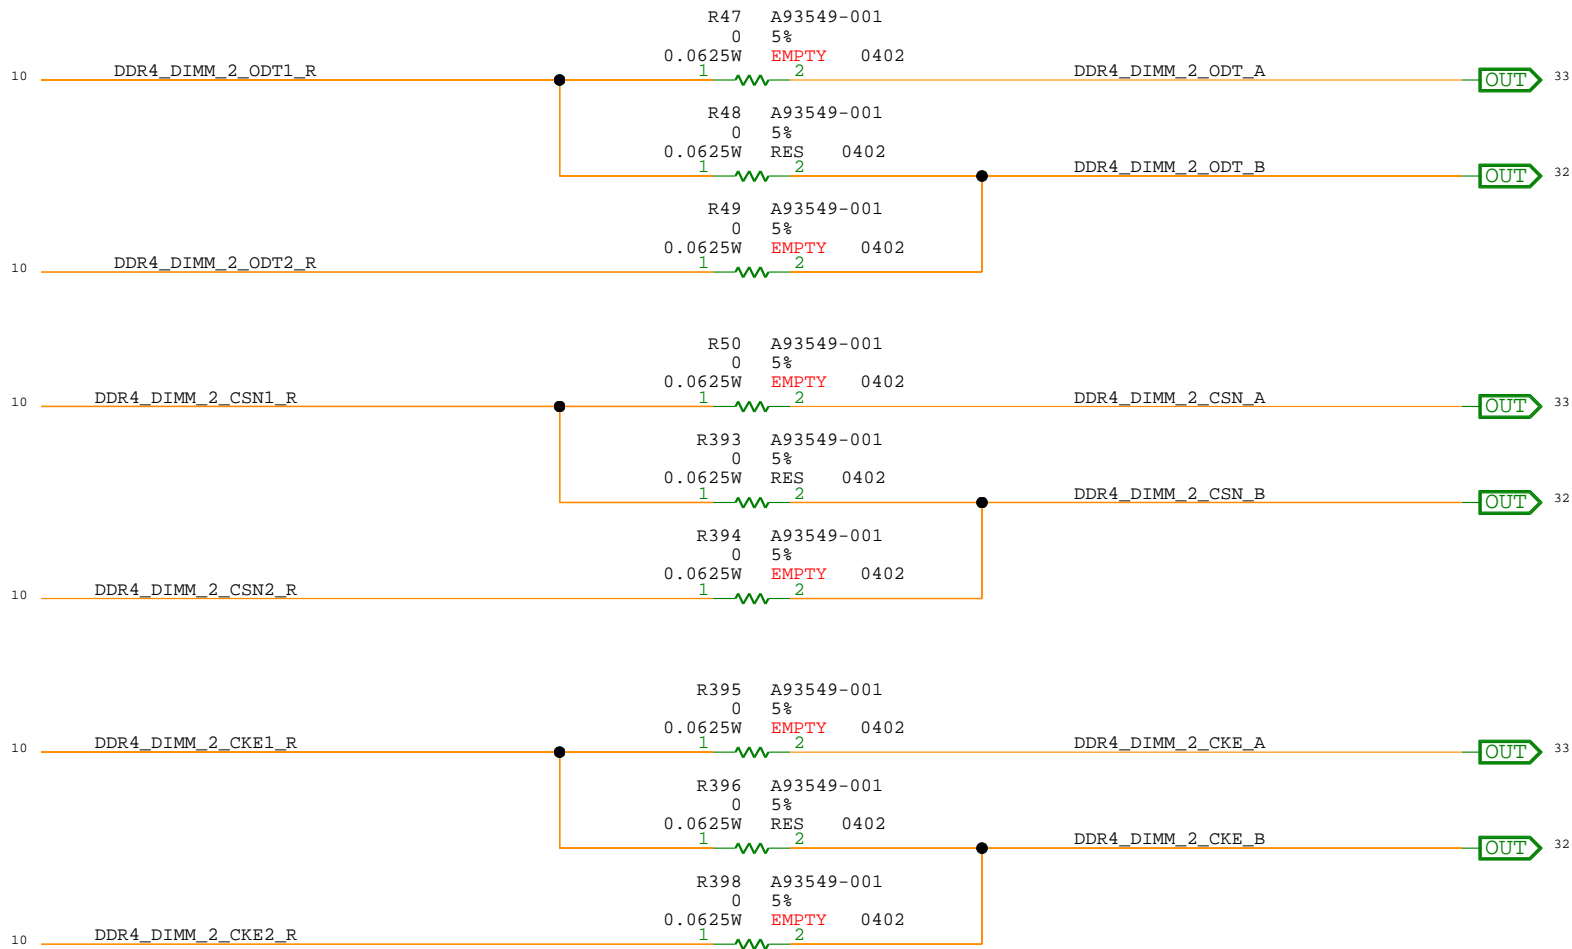 R47 A93549-001
0 5%
0.0625W EMPTY 0402
10 DDR4_DIMM_2_ODT1_R 1 2 DDR4_DIMM_2_ODT_A OUT 33
R48 A93549-001
0 5%
0.0625W RES 0402
1 2 DDR4_DIMM_2_ODT_B OUT 32
R49 A93549-001
0 5%
0.0625W EMPTY 0402
10 DDR4_DIMM_2_ODT2_R 1 2
R50 A93549-001
0 5%
0.0625W EMPTY 0402
10 DDR4_DIMM_2_CSN1_R 1 2 DDR4_DIMM_2_CSN_A OUT 33
R393 A93549-001
0 5%
0.0625W RES 0402
1 2 DDR4_DIMM_2_CSN_B OUT 32
R394 A93549-001
0 5%
0.0625W EMPTY 0402
10 DDR4_DIMM_2_CSN2_R 1 2
R395 A93549-001
0 5%
0.0625W EMPTY 0402
10 DDR4_DIMM_2_CKE1_R 1 2 DDR4_DIMM_2_CKE_A OUT 33
R396 A93549-001
0 5%
0.0625W RES 0402
1 2 DDR4_DIMM_2_CKE_B OUT 32
R398 A93549-001
0 5%
0.0625W EMPTY 0402
10 DDR4_DIMM_2_CKE2_R 1 2